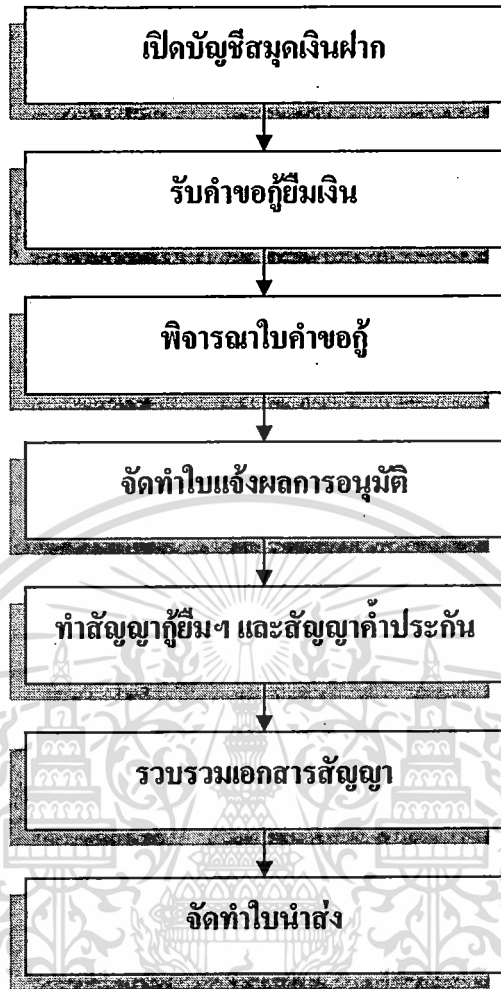 เปิดบัญชีสมุดเงินฝาก
รับคำขอกู้ยืมเงิน
พิจารณาใบคำขอกู้
จัดทำใบแจ้งผลการอนุมัติ
ทำสัญญากู้ยืมฯ และสัญญาค้ำประกัน
รวบรวมเอกสารสัญญา
จัดทำใบนำส่ง